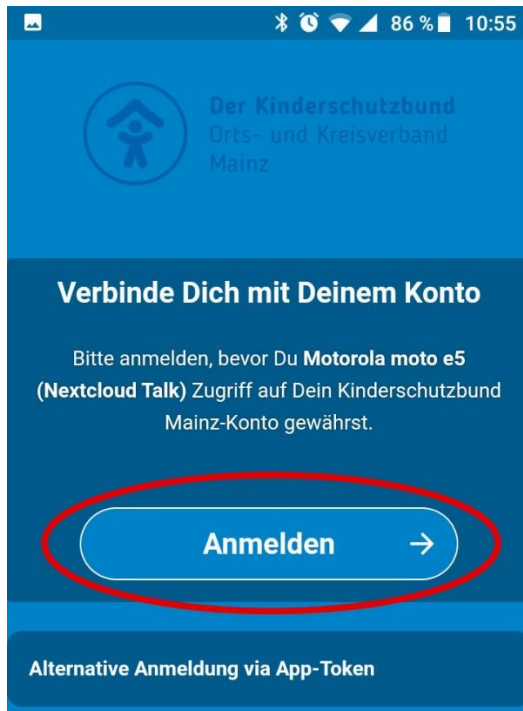 86 % 10:55
Der Kinderschutzbund
Orts- und Kreisverband
Mainz
Verbinde Dich mit Deinem Konto
Bitte anmelden, bevor Du Motorola moto e5
(Nextcloud Talk) Zugriff auf Dein Kinderschutzbund
Mainz-Konto gewährst.
Anmelden
Alternative Anmeldung via App-Token